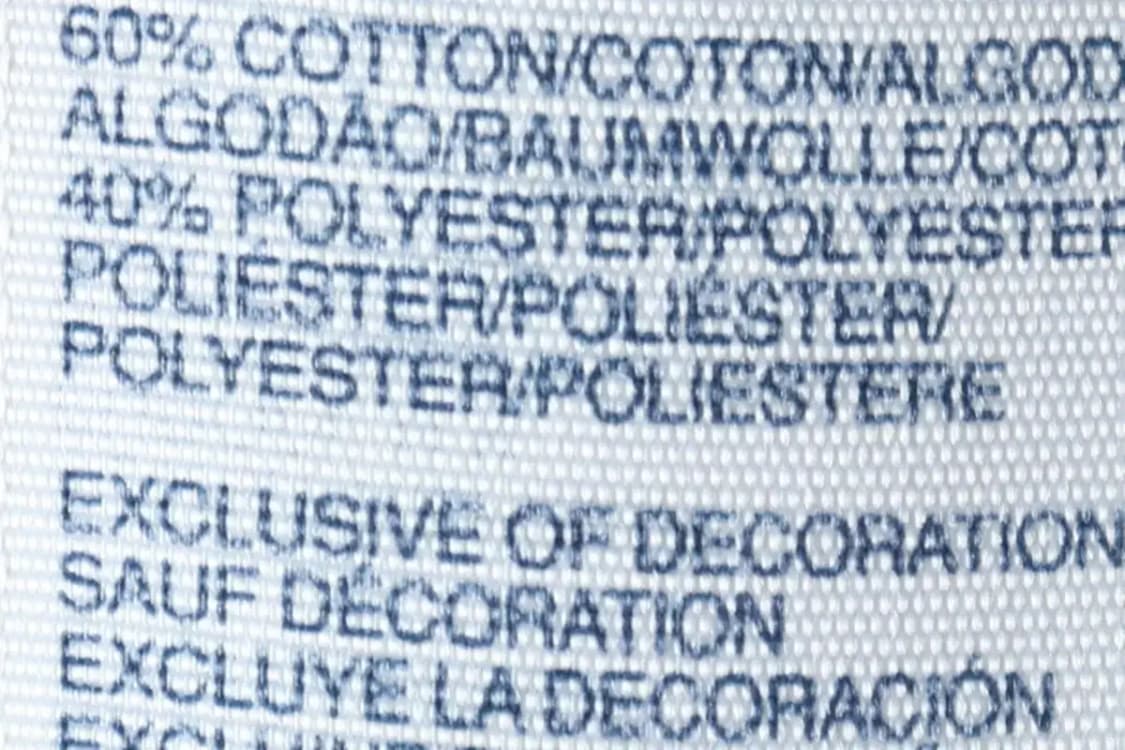 60% COTTON/COTON/ALGOD
ALGODÃO/BAUMWOLLE/COT
40% POLYESTER/POLYESTER
POLIÉSTER/POLIÉSTER/
POLYESTER/POLIESTERE
EXCLUSIVE OF DECORATION
SAUF DÉCORATION
EXCLUYE LA DECORACIÓN